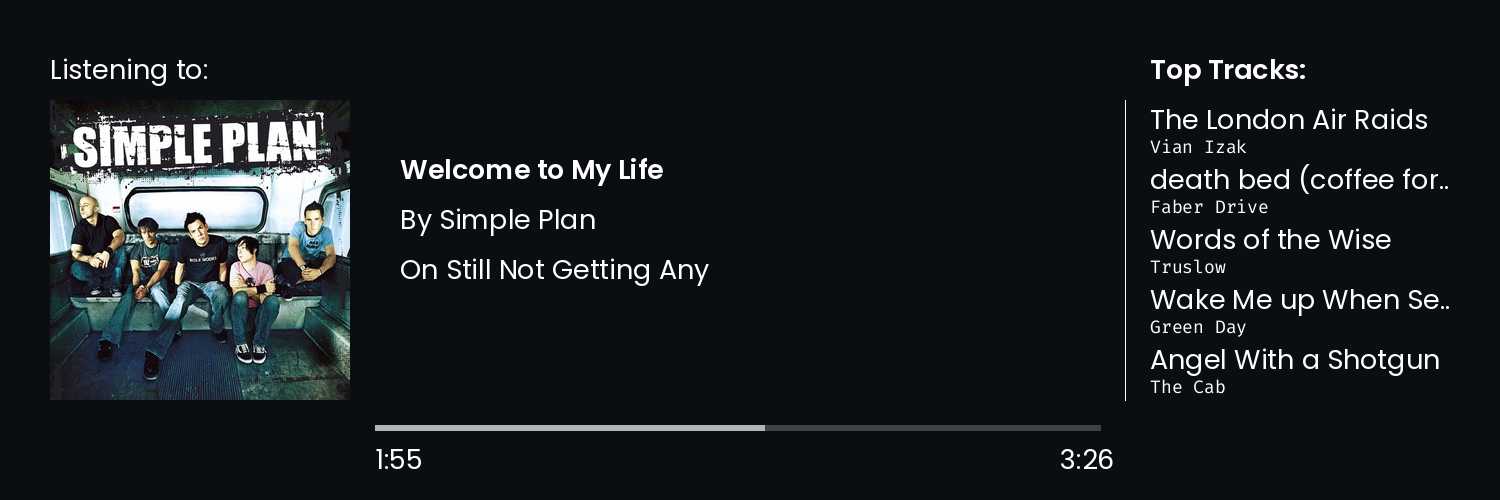 Listening to:
SIMPLE PLAN
Welcome to My Life
By Simple Plan
On Still Not Getting Any
1:55
3:26
Top Tracks:
The London Air Raids
Vian Izak
death bed (coffee for..
Faber Drive
Words of the Wise
Truslow
Wake Me up When Se..
Green Day
Angel With a Shotgun
The Cab